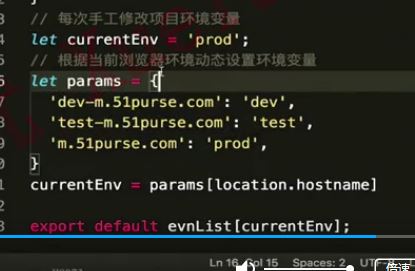 }
// 每次手工修改项目环境变量
let currentEnv = 'prod';
// 根据当前浏览器环境动态设置环境变量
let params = {
'dev-m.51purse.com': 'dev',
'test-m.51purse.com': 'test',
'm.51purse.com': 'prod',
}
currentEnv = params[location.hostname]
export default evnList[currentEnv];
Ln 16, Col 15 Spaces: 2 UTF-8
倍速